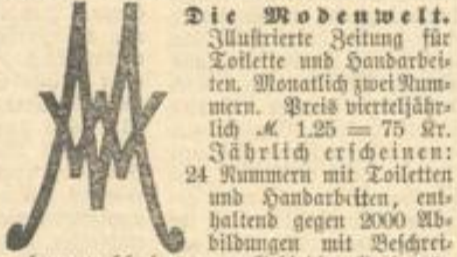 Die Modenwelt.
Illustrierte Zeitung für
Toilette und Handarbei-
ten. Monatlich zwei Num-
mern. Preis vierteljähr-
lich M. 1.25 = 75 Kr.
Jährlich erscheinen:
24 Nummern mit Toiletten
und Handarbeiten, ent-
haltend gegen 2000 Ab-
bildungen mit Beschrei-